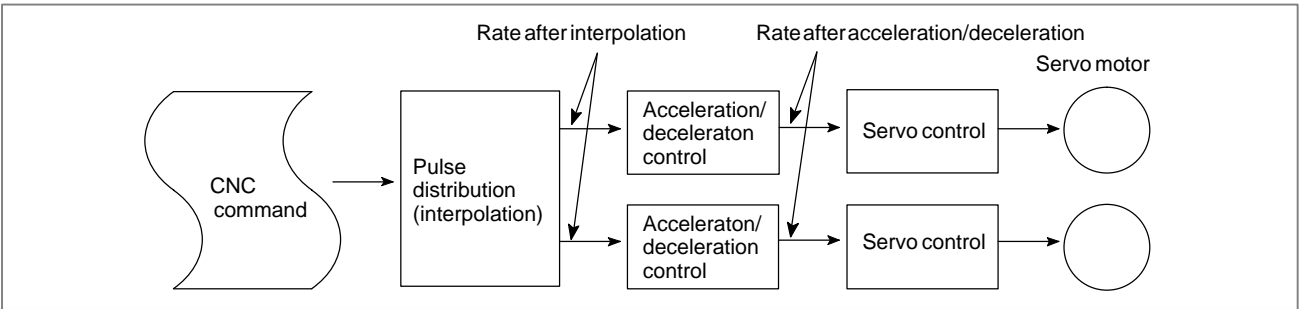 Rate after interpolation
Rate after acceleration/deceleration
Servo motor
CNC
command
Pulse
distribution
(interpolation)
Acceleration/
deceleraton
control
Servo control
Acceleraton/
deceleration
control
Servo control